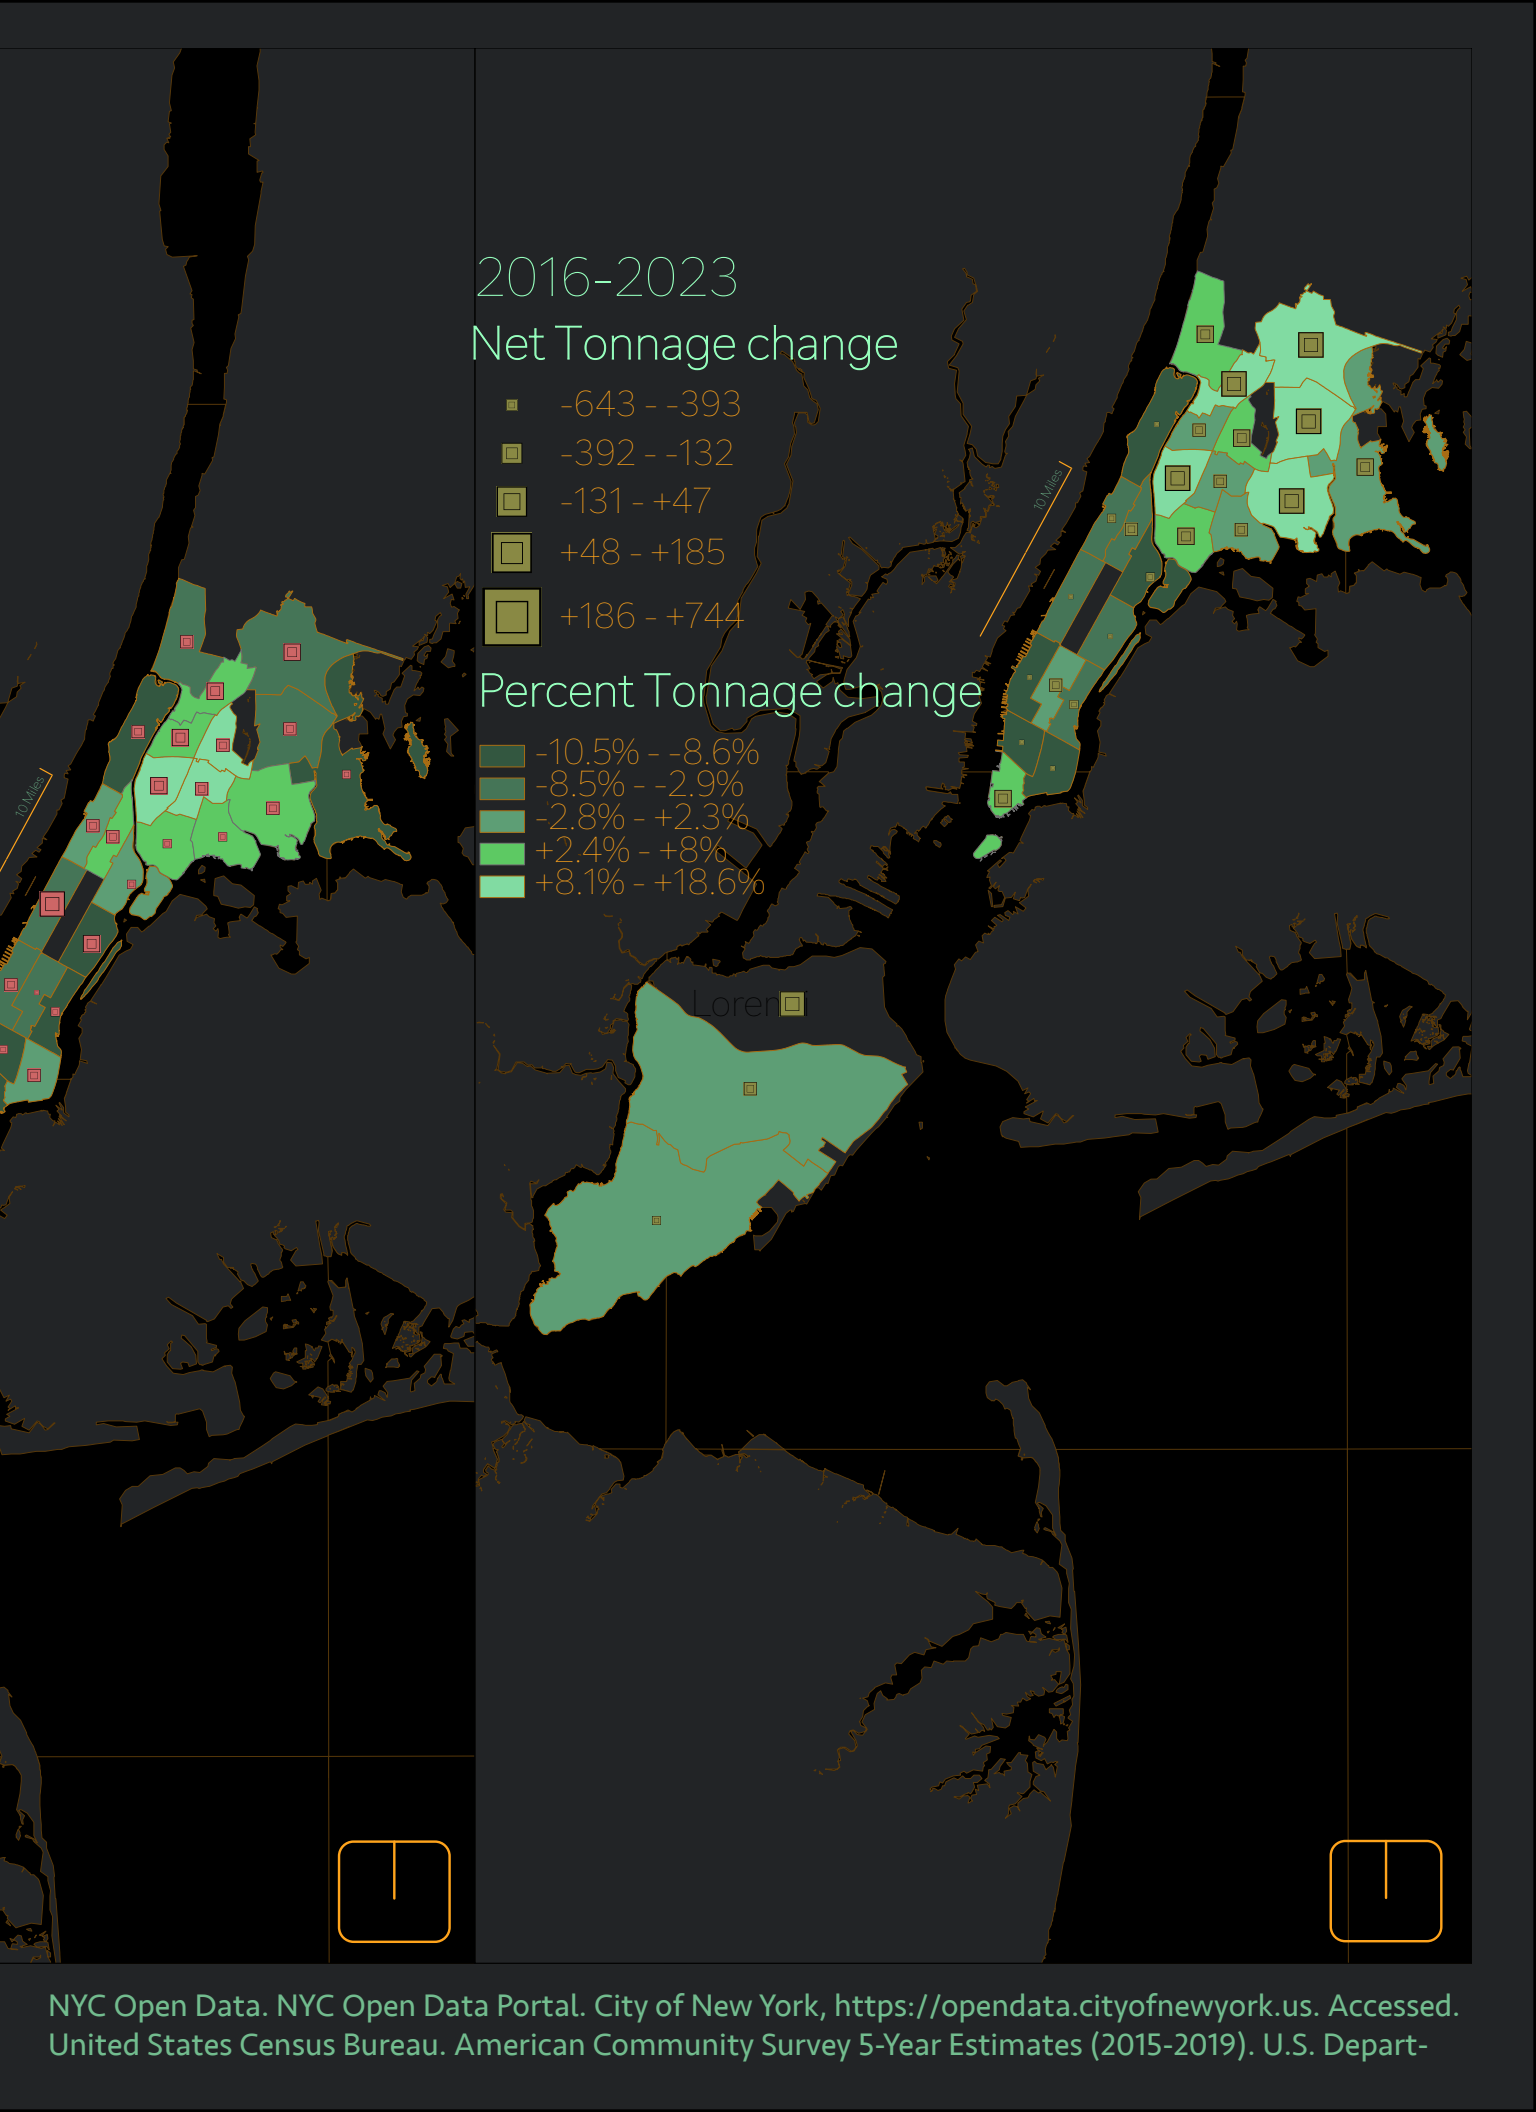 2016-2023
Net Tonnage change
-643 - -393
-392 - -132
-131 - +47
+48 - +185
+186 - +744
Percent Tonnage change
-10.5% - -8.6%
-8.5% - -2.9%
-2.8% - +2.3%
+2.4% - +8%
+8.1% - +18.6%
10 Miles
10 Miles
NYC Open Data. NYC Open Data Portal. City of New York, https://opendata.cityofnewyork.us. Accessed.
United States Census Bureau. American Community Survey 5-Year Estimates (2015-2019). U.S. Depart-